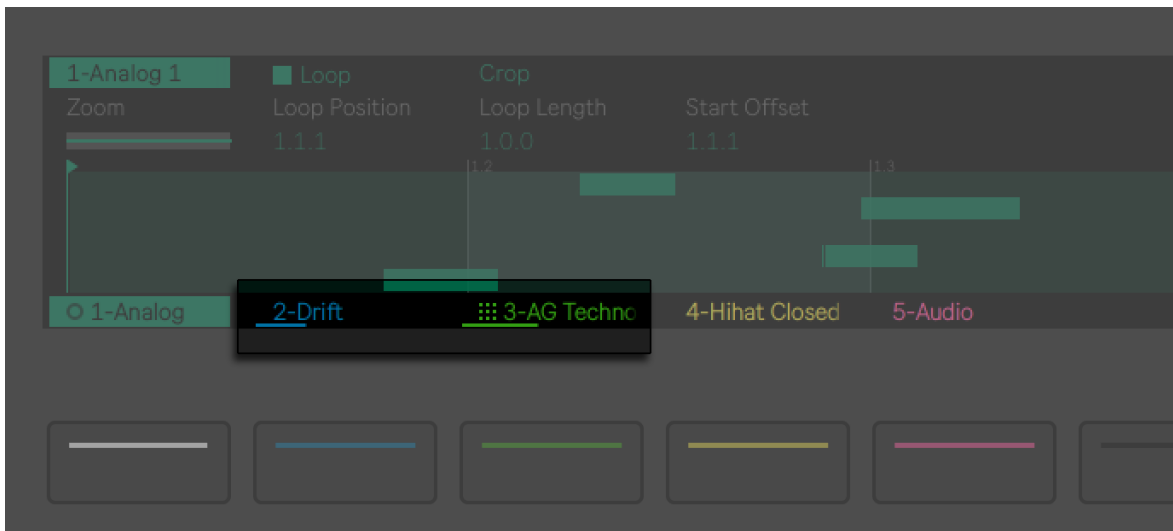 1-Analog 1 Loop Crop
Zoom Loop Position Loop Length Start Offset
1.1.1 1.0.0 1.1.1
1.2 1.3
1-Analog 2-Drift 3-AG Techno 4-Hihat Closed 5-Audio